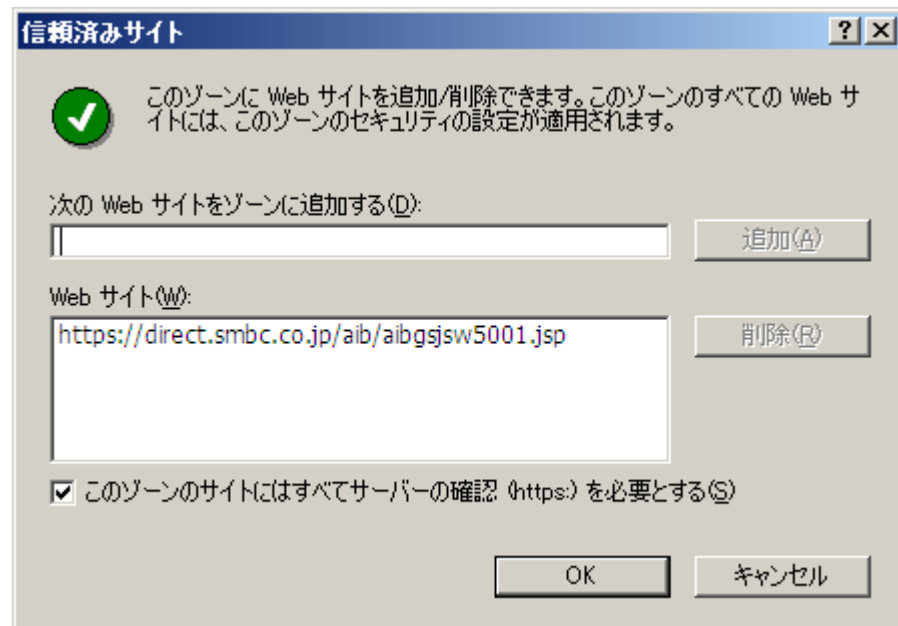 信頼済みサイト
このゾーンに Web サイトを追加/削除できます。このゾーンのすべての Web サ
イトには、このゾーンのセキュリティの設定が適用されます。
次の Web サイトをゾーンに追加する(D):
追加(A)
Web サイト(W):
https://direct.smbc.co.jp/aib/aibgsjsw5001.jsp
削除(R)
このゾーンのサイトにはすべてサーバーの確認 (https:) を必要とする(S)
OK
キャンセル